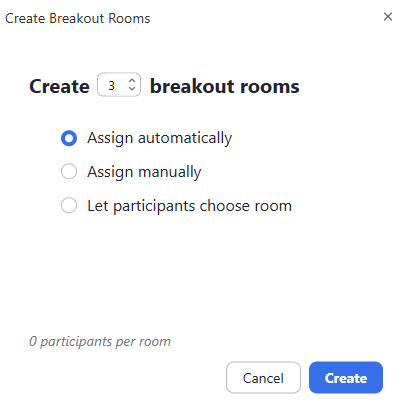 Create Breakout Rooms
Create 3 breakout rooms
Assign automatically
Assign manually
Let participants choose room
0 participants per room
Cancel Create